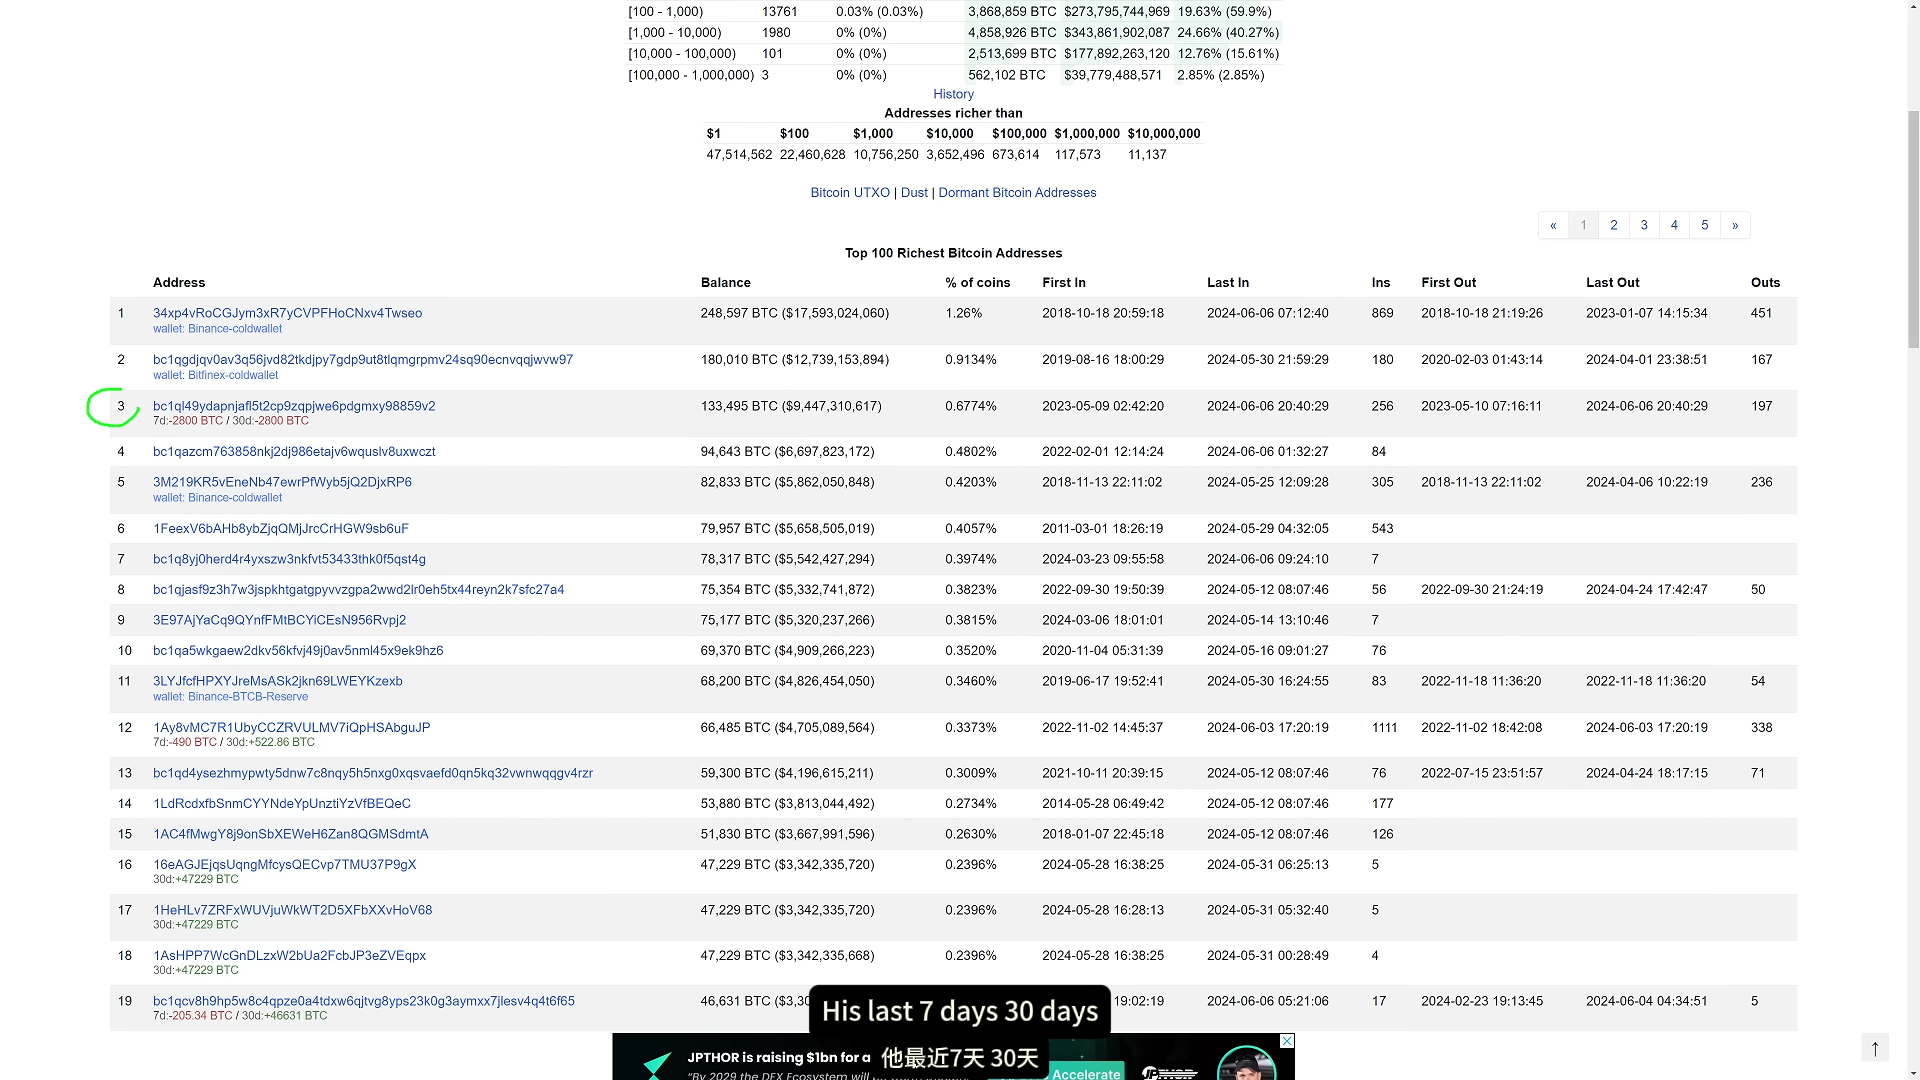 [100 - 1,000) 13761 0.03% (0.03%) 3,868,859 BTC $273,795,744,969 19.63% (59.9%)
[1,000 - 10,000) 1980 0% (0%) 4,858,926 BTC $343,861,902,087 24.66% (40.27%)
[10,000 - 100,000) 101 0% (0%) 2,513,699 BTC $177,892,263,120 12.76% (15.61%)
[100,000 - 1,000,000) 3 0% (0%) 562,102 BTC $39,779,488,571 2.85% (2.85%)
History
Addresses richer than
$1 $100 $1,000 $10,000 $100,000 $1,000,000 $10,000,000
47,514,562 22,460,628 10,756,250 3,652,496 673,614 117,573 11,137
Bitcoin UTXO | Dust | Dormant Bitcoin Addresses
« 1 2 3 4 5 »
Top 100 Richest Bitcoin Addresses
Address Balance % of coins First In Last In Ins First Out Last Out Outs
1 34xp4vRoCGJym3xR7yCVPFHoCNxv4Twseo 248,597 BTC ($17,593,024,060) 1.26% 2018-10-18 20:59:18 2024-06-06 07:12:40 869 2018-10-18 21:19:26 2023-01-07 14:15:34 451
wallet: Binance-coldwallet
2 bc1qgdjqv0av3q56jvd82tkdjpy7gdp9ut8tlqmgrpmv24sq90ecnvqqjwvw97 180,010 BTC ($12,739,153,894) 0.9134% 2019-08-16 18:00:29 2024-05-30 21:59:29 180 2020-02-03 01:43:14 2024-04-01 23:38:51 167
wallet: Bitfinex-coldwallet
3 bc1ql49ydapnjafl5t2cp9zqpjwe6pdgmxy98859v2 133,495 BTC ($9,447,310,617) 0.6774% 2023-05-09 02:42:20 2024-06-06 20:40:29 256 2023-05-10 07:16:11 2024-06-06 20:40:29 197
7d:-2800 BTC / 30d:-2800 BTC
4 bc1qazcm763858nkj2dj986etajv6wquslv8uxwczt 94,643 BTC ($6,697,823,172) 0.4802% 2022-02-01 12:14:24 2024-06-06 01:32:27 84
5 3M219KR5vEneNb47ewrPfWyb5jQ2DjxRP6 82,833 BTC ($5,862,050,848) 0.4203% 2018-11-13 22:11:02 2024-05-25 12:09:28 305 2018-11-13 22:11:02 2024-04-06 10:22:19 236
wallet: Binance-coldwallet
6 1FeexV6bAHb8ybZjqQMjJrcCrHGW9sb6uF 79,957 BTC ($5,658,505,019) 0.4057% 2011-03-01 18:26:19 2024-05-29 04:32:05 543
7 bc1q8yj0herd4r4yxszw3nkfvt53433thk0f5qst4g 78,317 BTC ($5,542,427,294) 0.3974% 2024-03-23 09:55:58 2024-06-06 09:24:10 7
8 bc1qjasf9z3h7w3jspkhtgatgpyvvzgpa2wwd2lr0eh5tx44reyn2k7sfc27a4 75,354 BTC ($5,332,741,872) 0.3823% 2022-09-30 19:50:39 2024-05-12 08:07:46 56 2022-09-30 21:24:19 2024-04-24 17:42:47 50
9 3E97AjYaCq9QYnfFMtBCYiCEsN956Rvpj2 75,177 BTC ($5,320,237,266) 0.3815% 2024-03-06 18:01:01 2024-05-14 13:10:46 7
10 bc1qa5wkgaew2dkv56kfvj49j0av5nml45x9ek9hz6 69,370 BTC ($4,909,266,223) 0.3520% 2020-11-04 05:31:39 2024-05-16 09:01:27 76
11 3LYJfcfHPXYJreMsASk2jkn69LWEYKzexb 68,200 BTC ($4,826,454,050) 0.3460% 2019-06-17 19:52:41 2024-05-30 16:24:55 83 2022-11-18 11:36:20 2022-11-18 11:36:20 54
wallet: Binance-BTCB-Reserve
12 1Ay8vMC7R1UbyCCZRVULMV7iQpHSAbguJP 66,485 BTC ($4,705,089,564) 0.3373% 2022-11-02 14:45:37 2024-06-03 17:20:19 1111 2022-11-02 18:42:08 2024-06-03 17:20:19 338
7d:-490 BTC / 30d:+522.86 BTC
13 bc1qd4ysezhmypwty5dnw7c8nqy5h5nxg0xqsvaefd0qn5kq32vwnwqqgv4rzr 59,300 BTC ($4,196,615,211) 0.3009% 2021-10-11 20:39:15 2024-05-12 08:07:46 76 2022-07-15 23:51:57 2024-04-24 18:17:15 71
14 1LdRcdxfbSnmCYYNdeYpUnztiYzVfBEQeC 53,880 BTC ($3,813,044,492) 0.2734% 2014-05-28 06:49:42 2024-05-12 08:07:46 177
15 1AC4fMwgY8j9onSbXEWeH6Zan8QGMSdmtA 51,830 BTC ($3,667,991,596) 0.2630% 2018-01-07 22:45:18 2024-05-12 08:07:46 126
16 16eAGJEjqsUqngMfcysQECvp7TMU37P9gX 47,229 BTC ($3,342,335,720) 0.2396% 2024-05-28 16:38:25 2024-05-31 06:25:13 5
30d:+47229 BTC
17 1HeHLv7ZRFxWUVjuWkWT2D5XFbXXvHoV68 47,229 BTC ($3,342,335,720) 0.2396% 2024-05-28 16:28:13 2024-05-31 05:32:40 5
30d:+47229 BTC
18 1AsHPP7WcGnDLzxW2bUa2FcbJP3eZVEqpx 47,229 BTC ($3,342,335,668) 0.2396% 2024-05-28 16:38:25 2024-05-31 00:28:49 4
30d:+47229 BTC
19 bc1qcv8h9hp5w8c4qpze0a4tdxw6qjtvg8yps23k0g3aymxx7jlesv4q4t6f65 46,631 BTC ($3,30 19:02:19 2024-06-06 05:21:06 17 2024-02-23 19:13:45 2024-06-04 04:34:51 5
7d:-205.34 BTC / 30d:+46631 BTC
His last 7 days 30 days
他最近7天 30天
JPTHOR is raising $1bn for a
"By 2029 the DEX Ecosystem will
Accelerate
JPTHOR